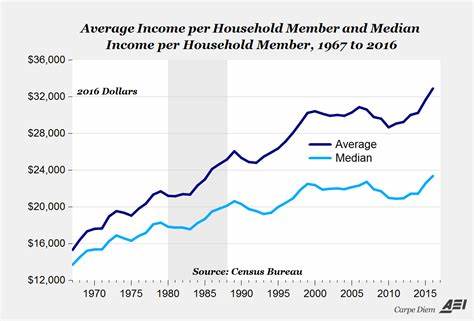 Average Income per Household Member and Median
Income per Household Member, 1967 to 2016
$36,000
$32,000
$28,000
$24,000
$20,000
$16,000
$12,000
2016 Dollars
Average
Median
Source: Census Bureau
1970
1975
1980
1985
1990
1995
2000
2005
2010
2015
Carpe Diem AEI